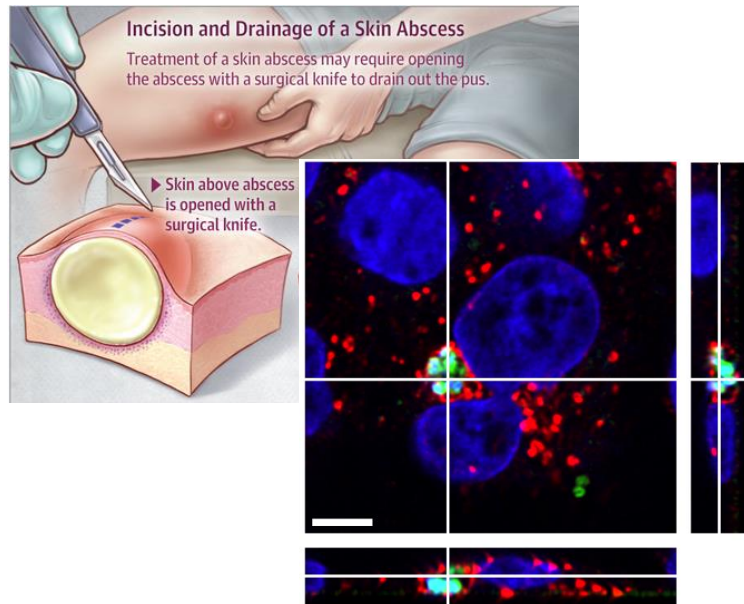 Incision and Drainage of a Skin Abscess
Treatment of a skin abscess may require opening
the abscess with a surgical knife to drain out the pus.
Skin above abscess
is opened with a
surgical knife.